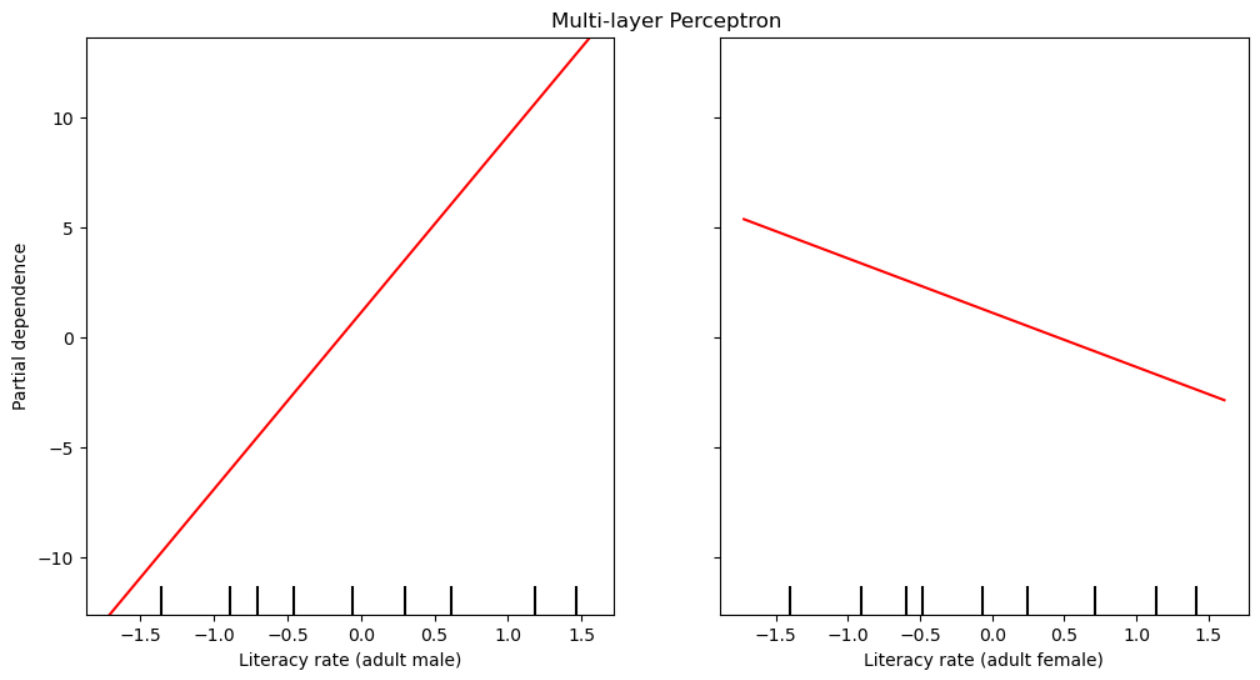 Multi-layer Perceptron
Partial dependence
10
5
0
−5
−10
−1.5 −1.0 −0.5 0.0 0.5 1.0 1.5
Literacy rate (adult male)
−1.5 −1.0 −0.5 0.0 0.5 1.0 1.5
Literacy rate (adult female)